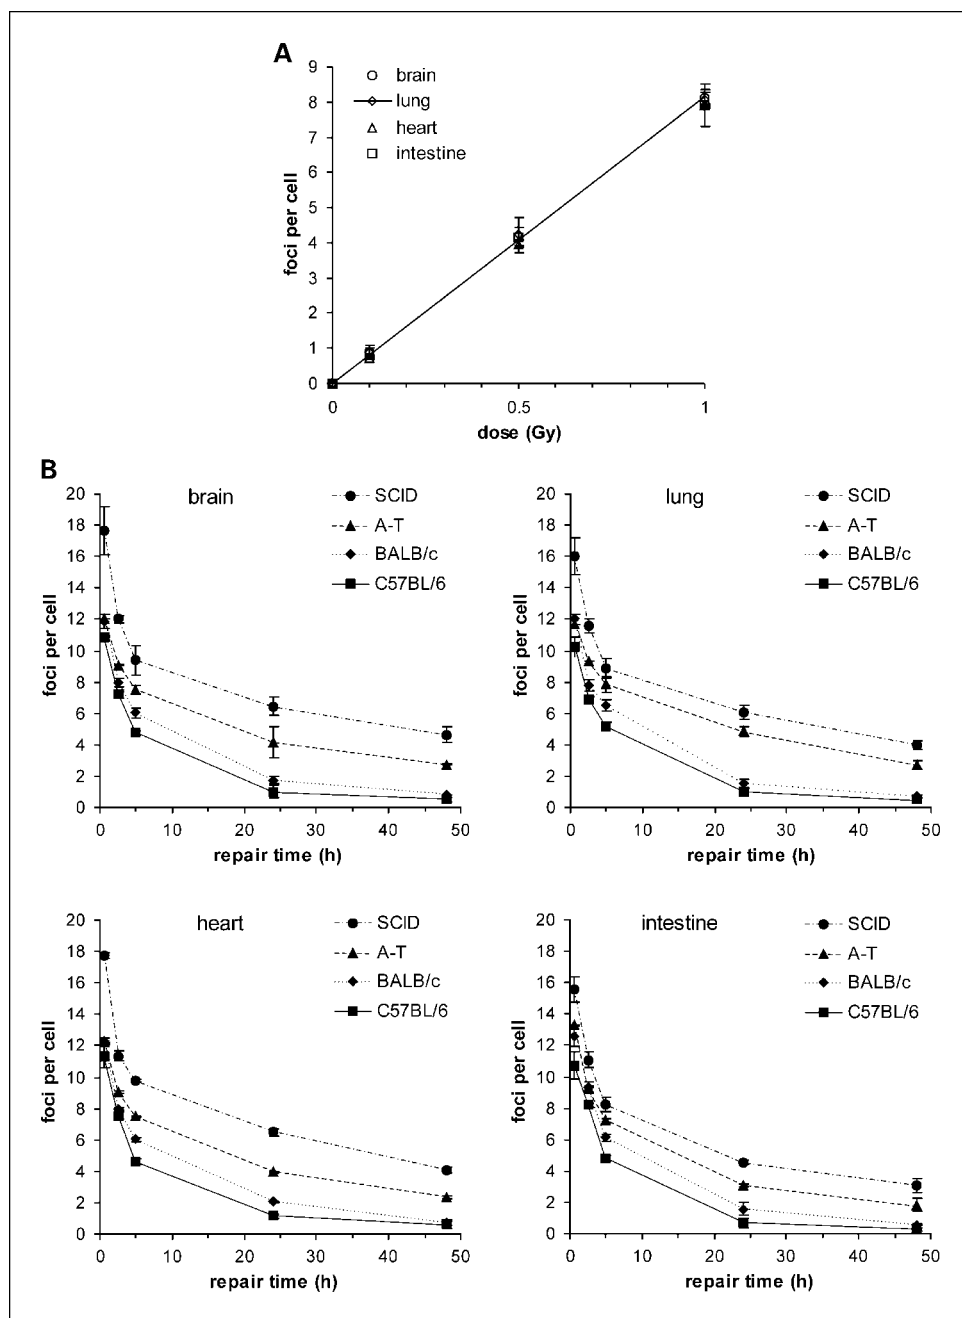 A
9
8
7
6
5
4
3
2
1
0
foci per cell
brain
lung
heart
intestine
0
0.5
1
dose (Gy)
B
brain
20
18
16
14
12
10
8
6
4
2
0
foci per cell
SCID
A-T
BALB/c
C57BL/6
0 10 20 30 40 50
repair time (h)
lung
20
18
16
14
12
10
8
6
4
2
0
foci per cell
SCID
A-T
BALB/c
C57BL/6
0 10 20 30 40 50
repair time (h)
heart
20
18
16
14
12
10
8
6
4
2
0
foci per cell
SCID
A-T
BALB/c
C57BL/6
0 10 20 30 40 50
repair time (h)
intestine
20
18
16
14
12
10
8
6
4
2
0
foci per cell
SCID
A-T
BALB/c
C57BL/6
0 10 20 30 40 50
repair time (h)